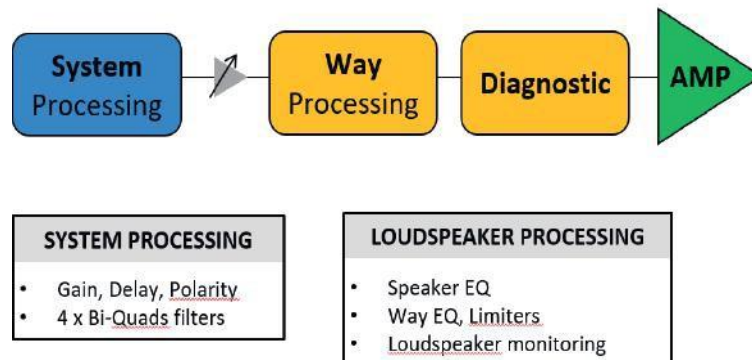 System
Processing
Way
Processing
Diagnostic
AMP
SYSTEM PROCESSING
• Gain, Delay, Polarity
• 4 x Bi-Quads filters
LOUDSPEAKER PROCESSING
• Speaker EQ
• Way EQ, Limiters
• Loudspeaker monitoring